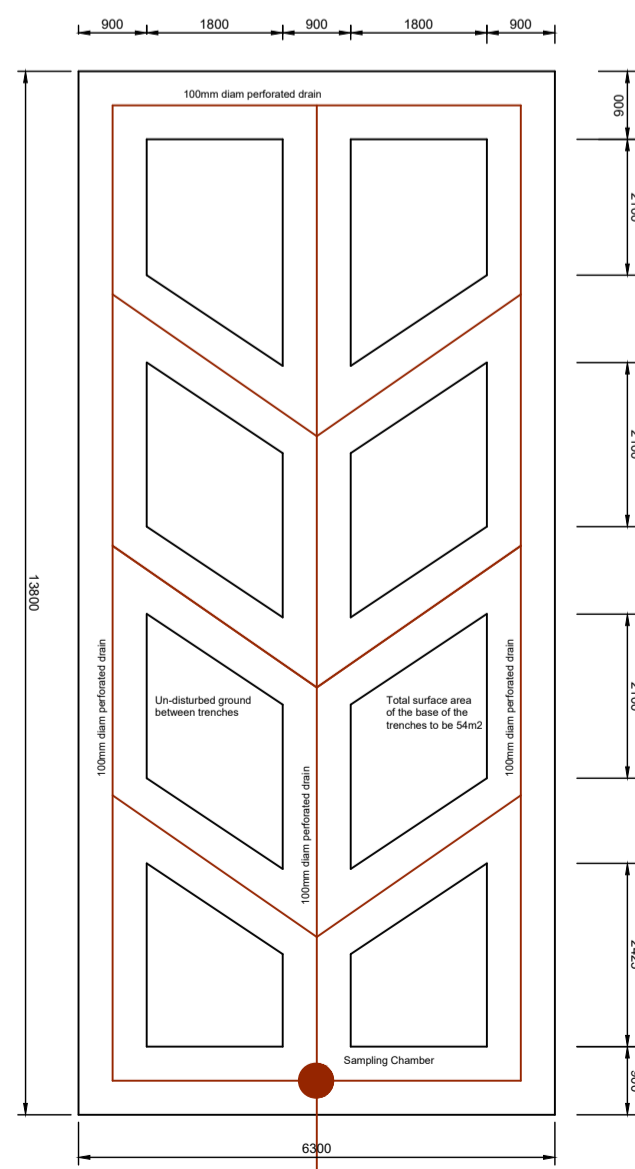 900
1800
900
1800
900
100mm diam perforated drain
900
13800
Un-disturbed ground
between trenches
Total surface area
of the base of the
trenches to be 54m2
100mm diam perforated drain
100mm diam perforated drain
100mm diam perforated drain
Sampling Chamber
6300